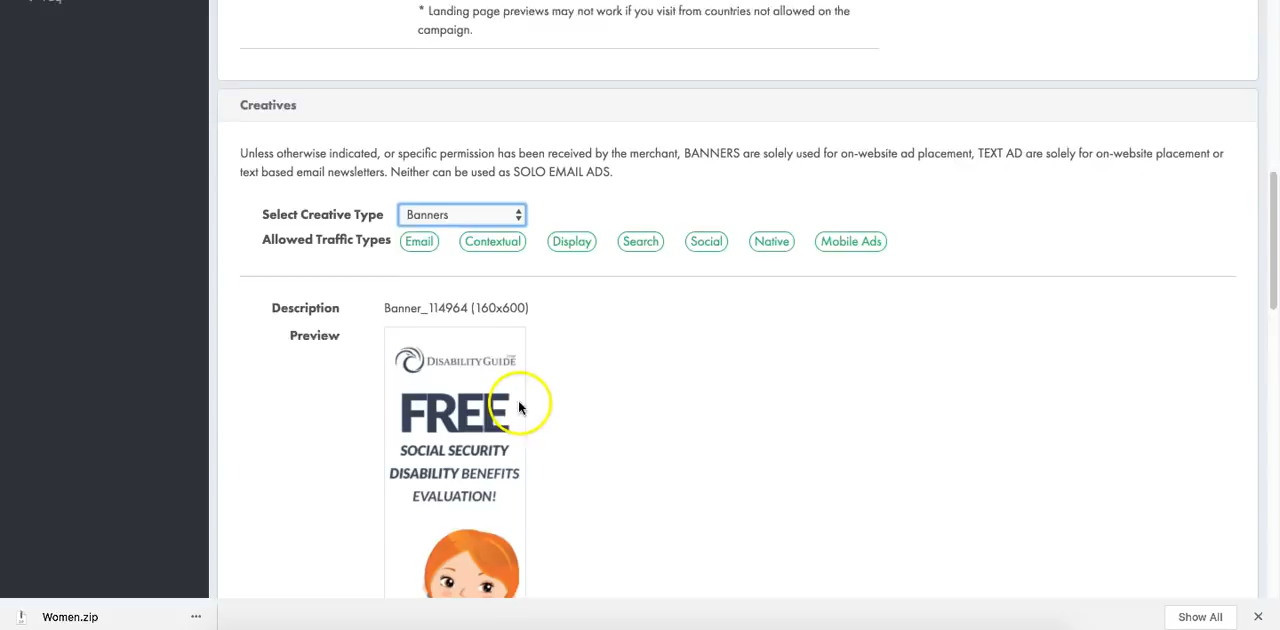 * Landing page previews may not work if you visit from countries not allowed on the
campaign.
Creatives
Unless otherwise indicated, or specific permission has been received by the merchant, BANNERS are solely used for on-website ad placement, TEXT AD are solely for on-website placement or
text based email newsletters. Neither can be used as SOLO EMAIL ADS.
Select Creative Type Banners
Allowed Traffic Types Email Contextual Display Search Social Native Mobile Ads
Description Banner_114964 (160x600)
Preview
DISABILITYGUIDE
FREE
SOCIAL SECURITY
DISABILITY BENEFITS
EVALUATION!
Women.zip
Show All